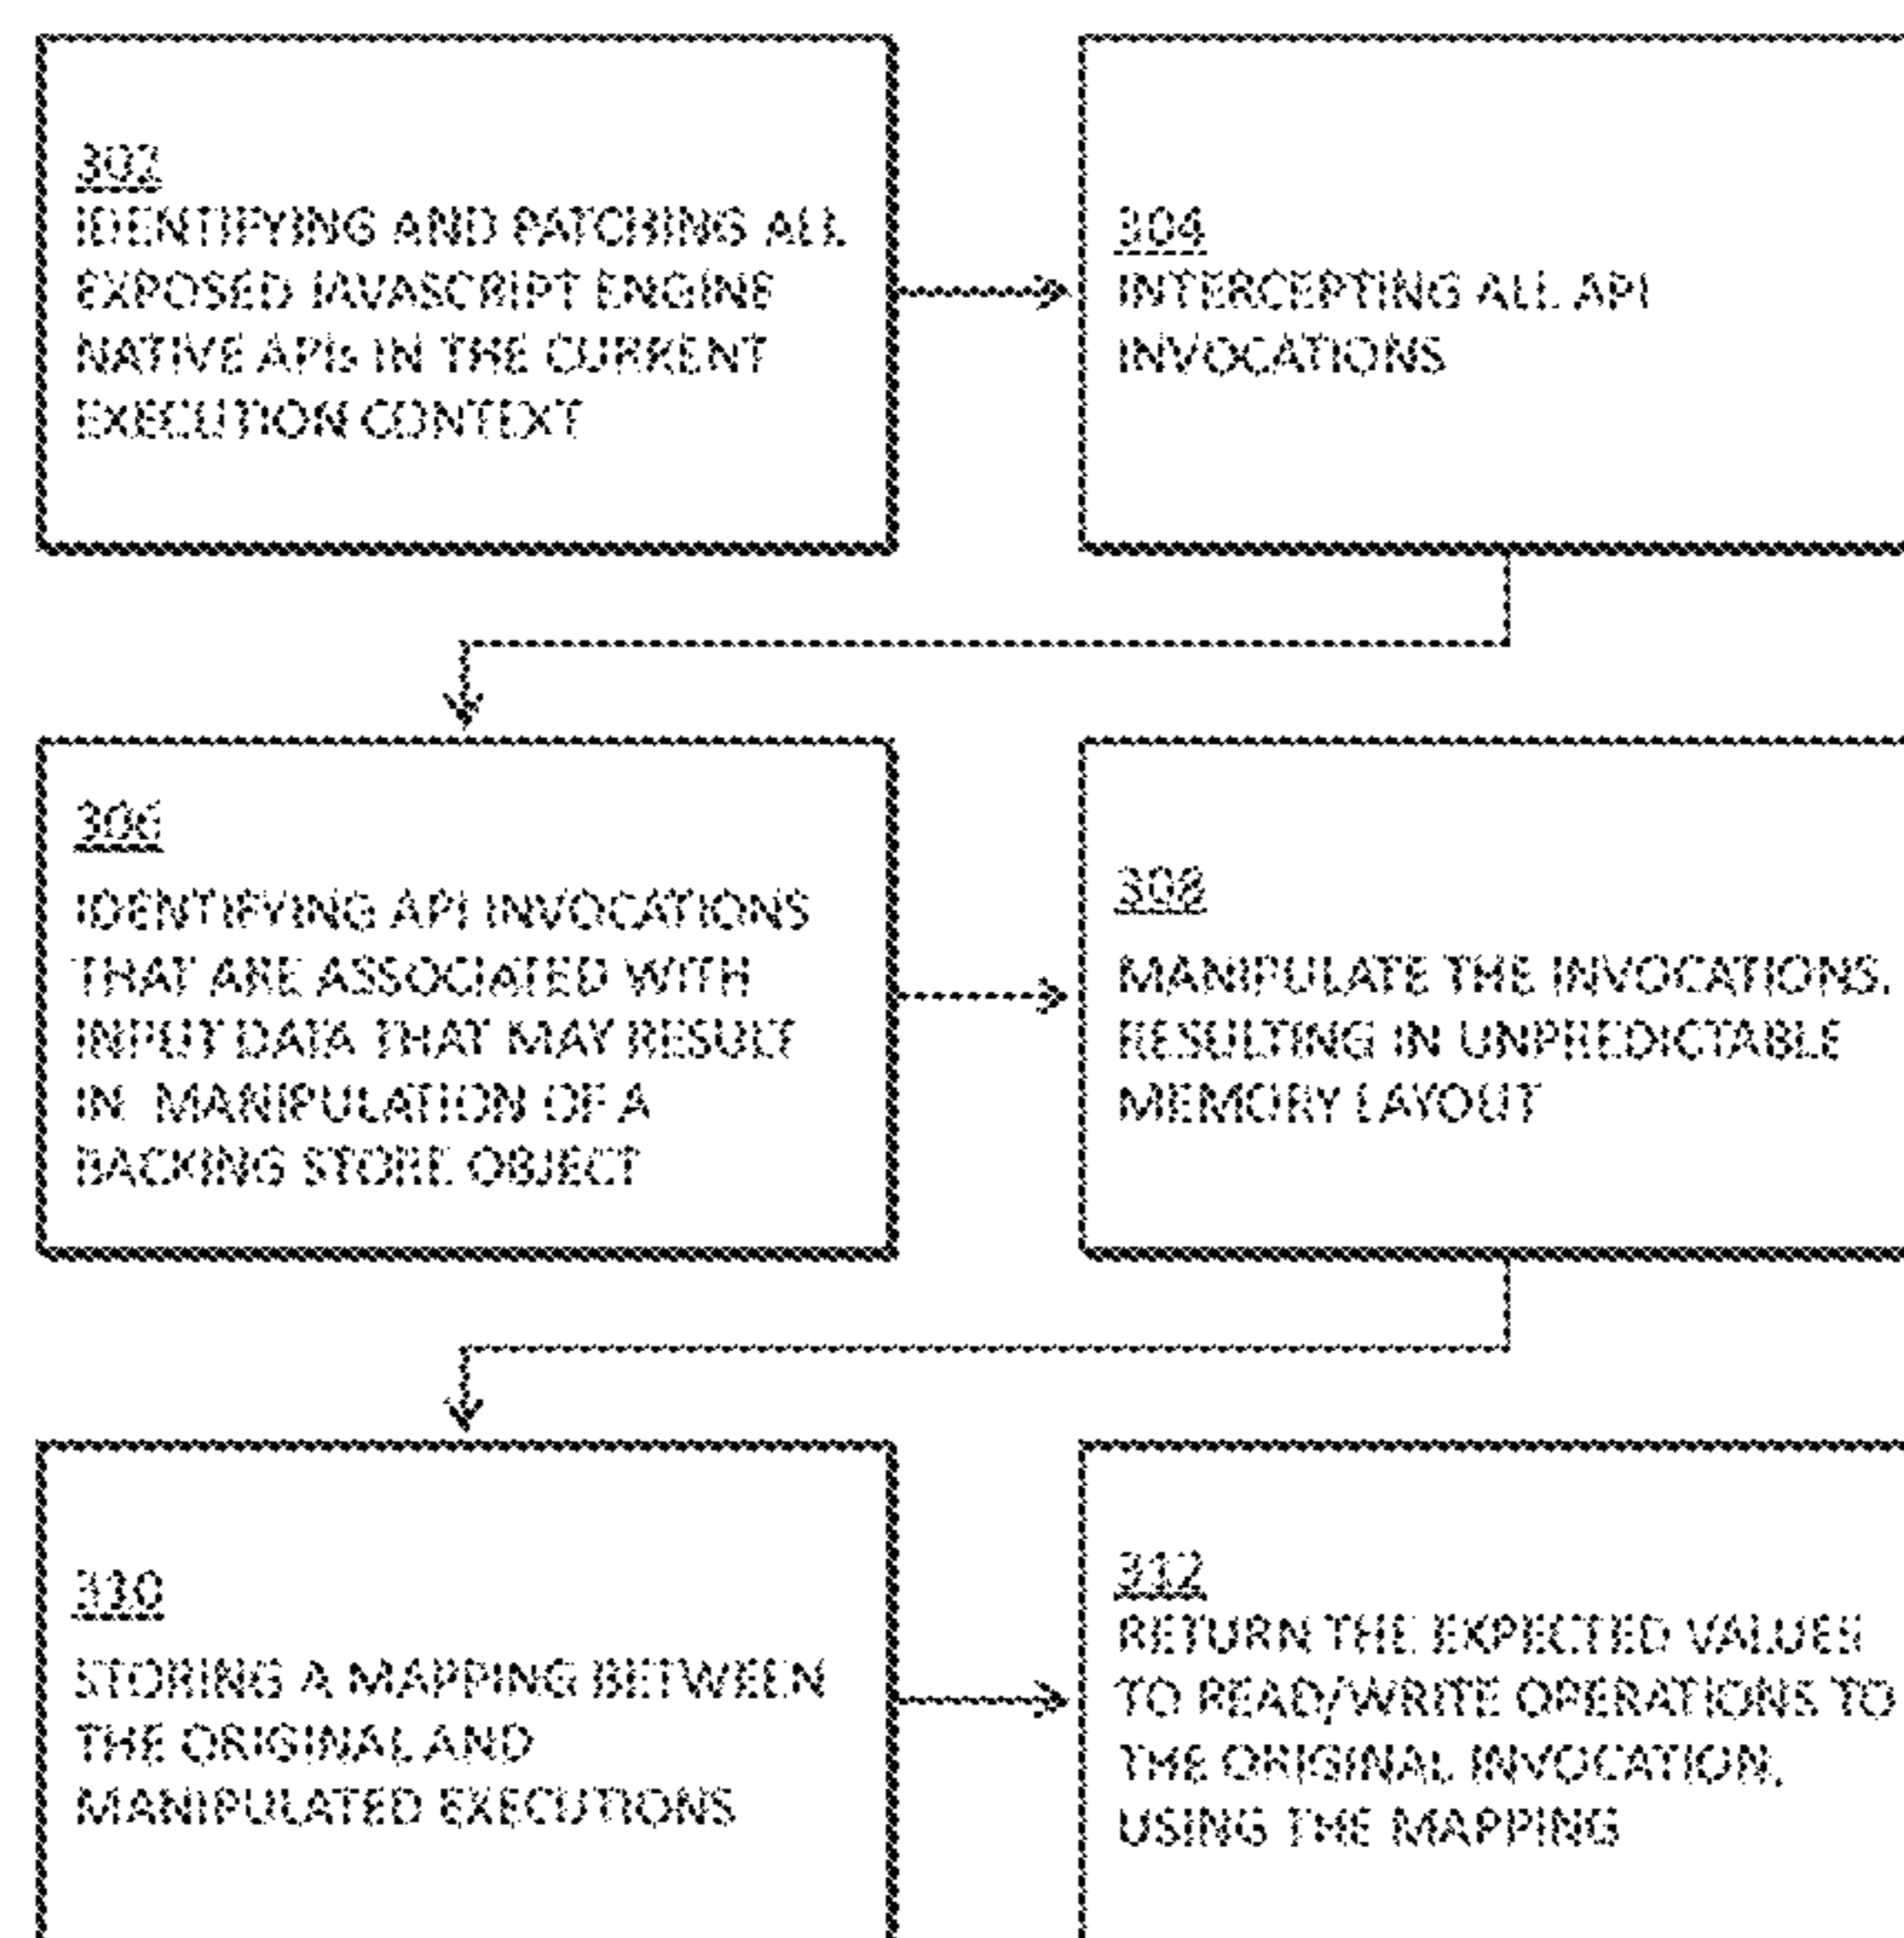 302
IDENTIFYING AND PATCHING ALL
EXPOSED JAVASCRIPT ENGINE
NATIVE APIs IN THE CURRENT
EXECUTION CONTEXT
304
INTERCEPTING ALL API
INVOCATIONS
306
IDENTIFYING API INVOCATIONS
THAT ARE ASSOCIATED WITH
INPUT DATA THAT MAY RESULT
IN MANIPULATION OF A
BACKING STORE OBJECT
308
MANIPULATE THE INVOCATIONS,
RESULTING IN UNPREDICTABLE
MEMORY LAYOUT
310
STORING A MAPPING BETWEEN
THE ORIGINAL AND
MANIPULATED EXECUTIONS
312
RETURN THE EXPECTED VALUES
TO READ/WRITE OPERATIONS TO
THE ORIGINAL INVOCATION,
USING THE MAPPING